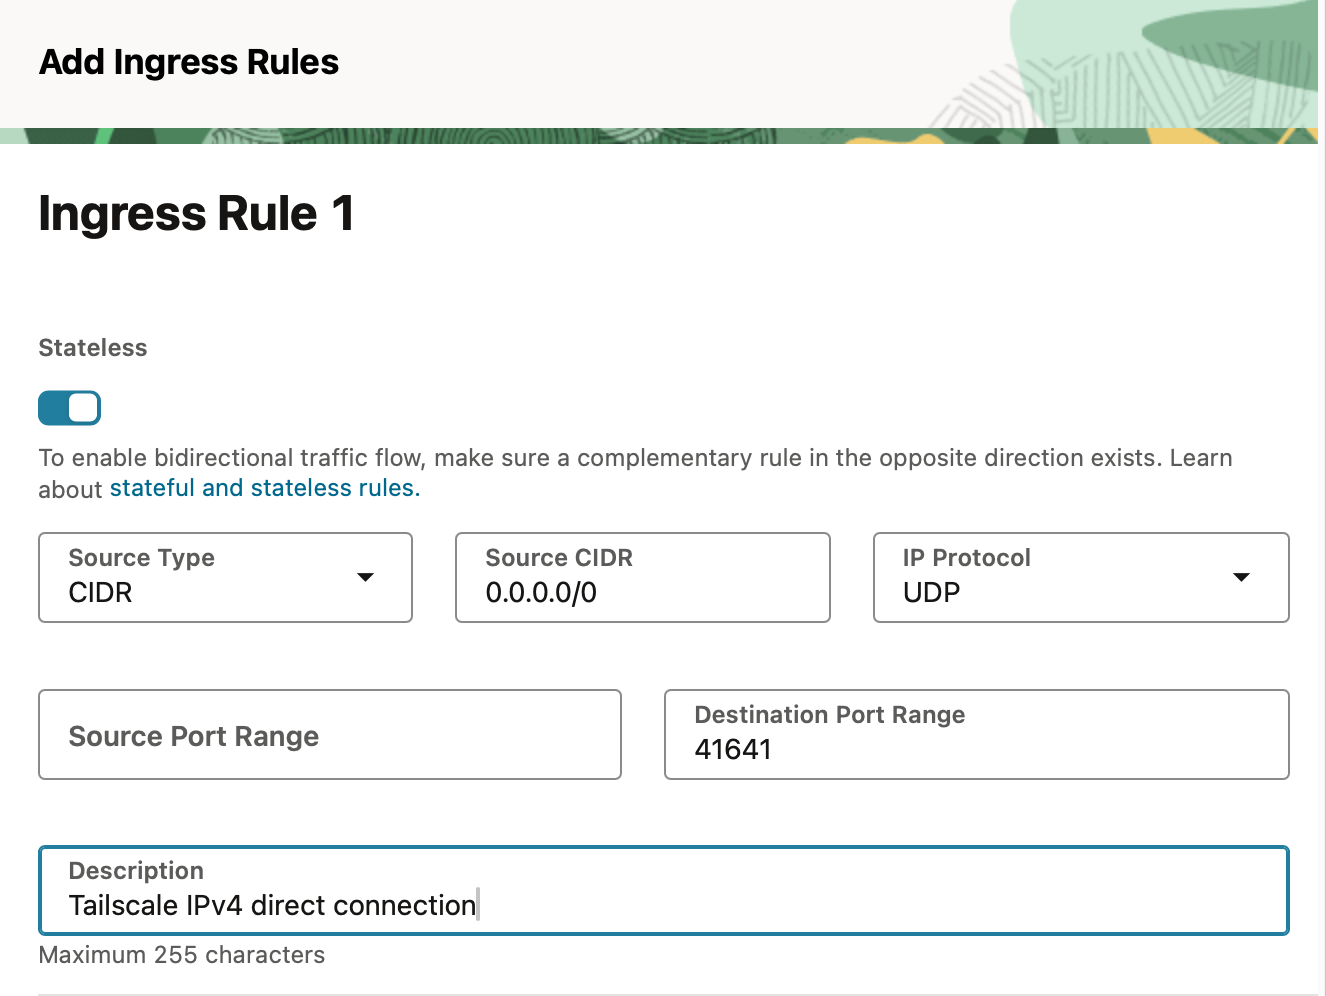 Add Ingress Rules
Ingress Rule 1
Stateless
To enable bidirectional traffic flow, make sure a complementary rule in the opposite direction exists. Learn
about stateful and stateless rules.
Source Type
CIDR
Source CIDR
0.0.0.0/0
IP Protocol
UDP
Source Port Range
Destination Port Range
41641
Description
Tailscale IPv4 direct connection
Maximum 255 characters